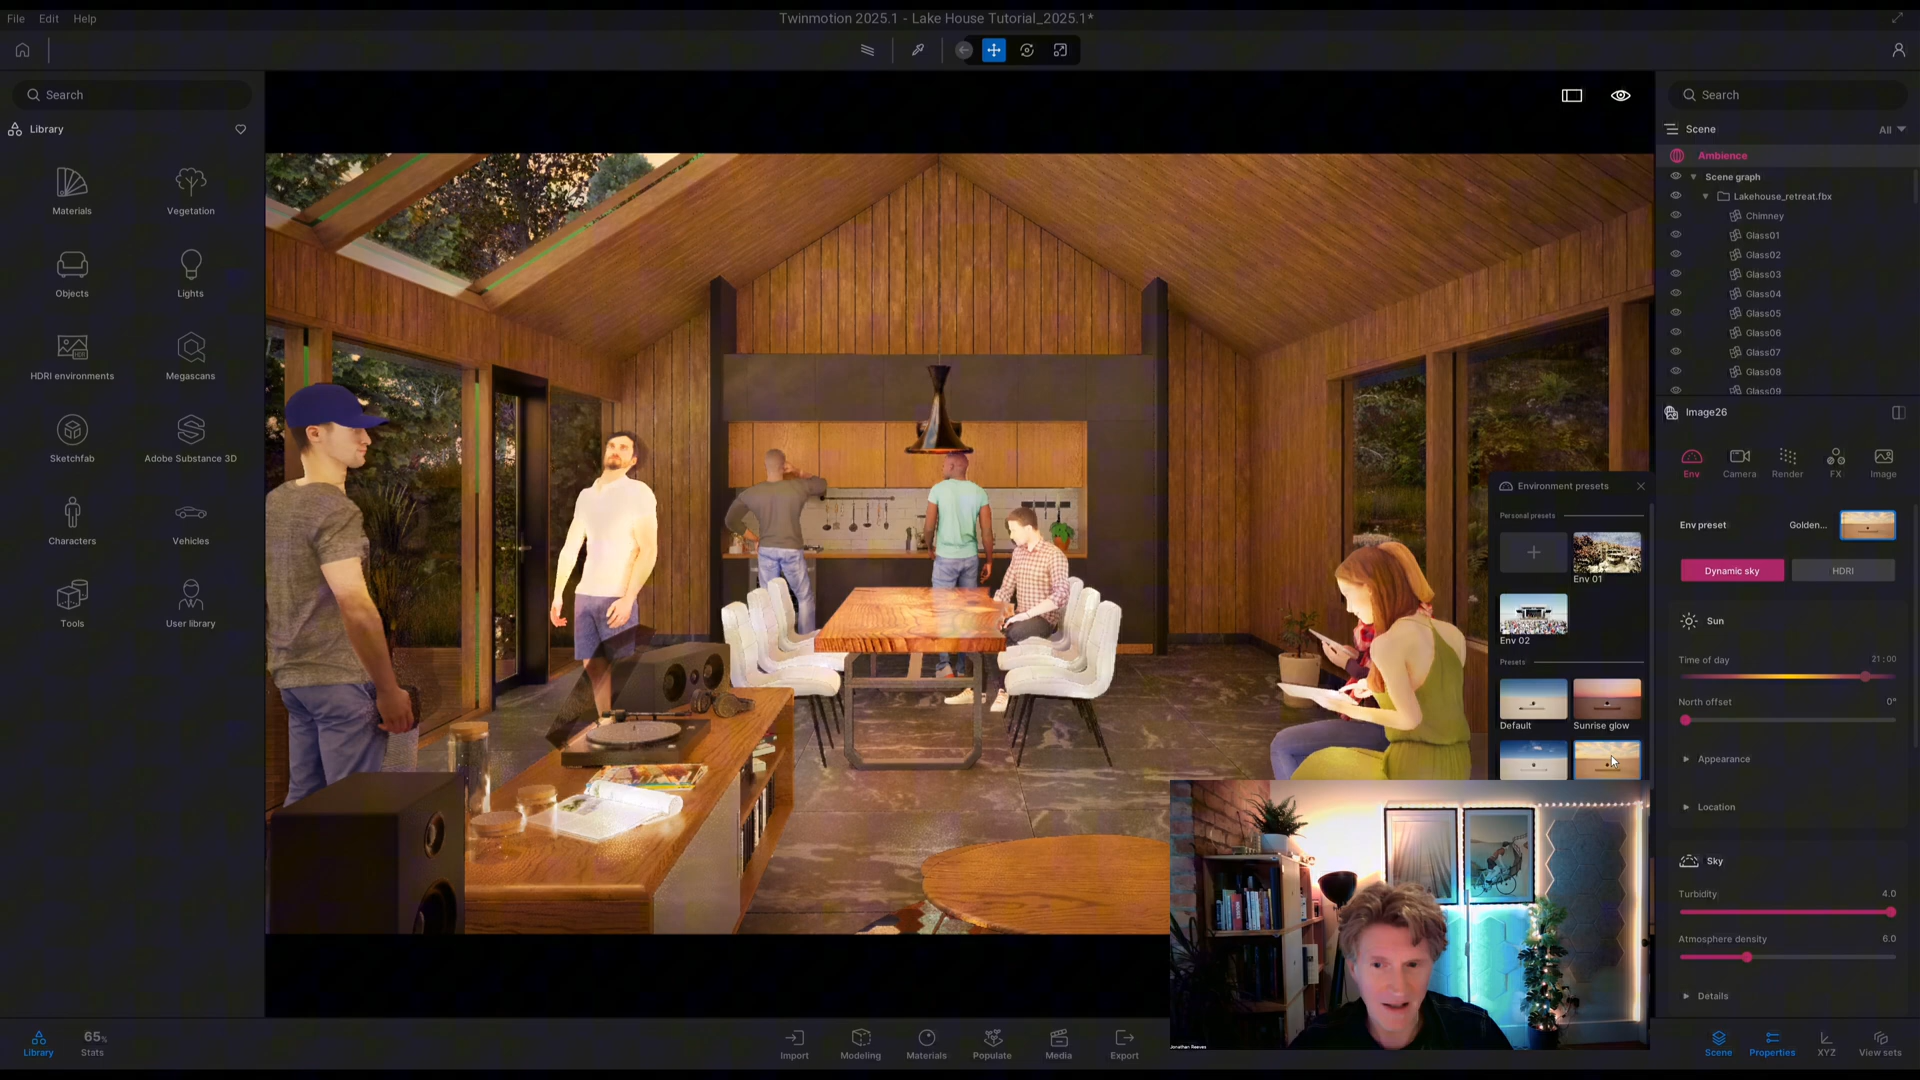 File Edit Help
Twinmotion 2025.1 - Lake House Tutorial_2025.1*
Search
Library
Materials
Vegetation
Objects
Lights
HDRI environments
Megascans
Sketchfab
Adobe Substance 3D
Characters
Vehicles
Tools
User library
Environment presets
Personal presets
Env 01
Env 02
Presets
Default
Sunrise glow
Jonathan Reeves
Search
Scene
All
Ambience
Scene graph
Lakehouse_retreat.fbx
Chimney
Glass01
Glass02
Glass03
Glass04
Glass05
Glass06
Glass07
Glass08
Glass09
Image26
Env
Camera
Render
FX
Image
Env preset
Golden...
Dynamic sky
HDRI
Sun
Time of day
21:00
North offset
0°
Appearance
Location
Sky
Turbidity
4.0
Atmosphere density
6.0
Details
Library
65%
Stats
Import
Modeling
Materials
Populate
Media
Export
Scene
Properties
XYZ
View sets